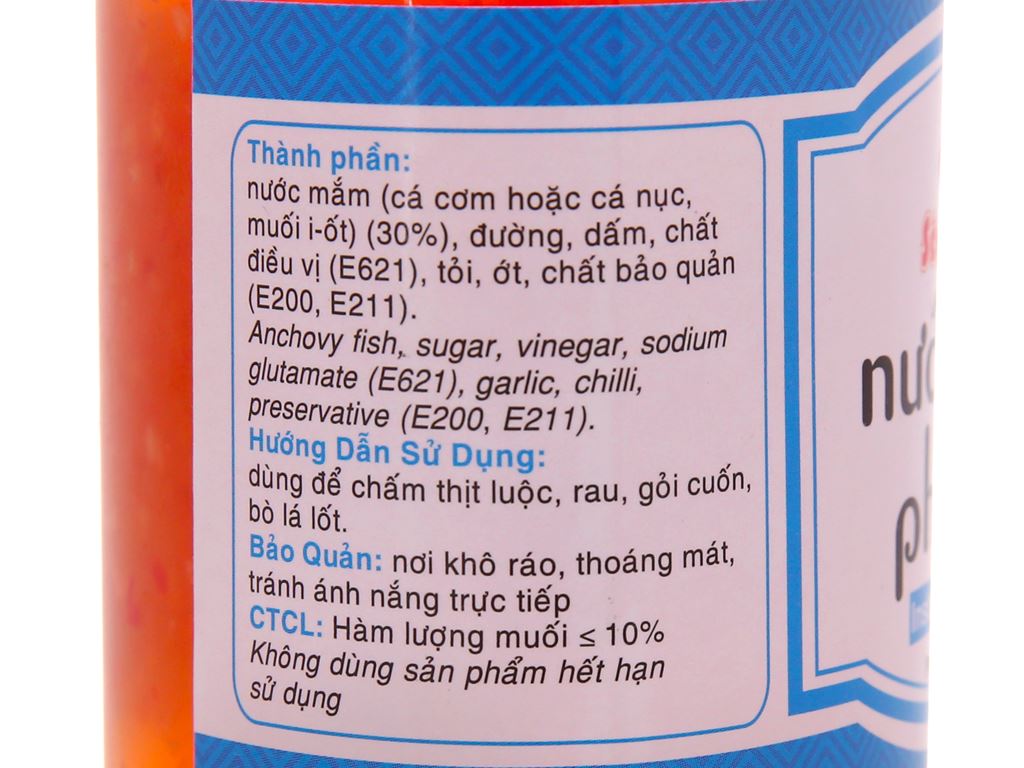 Thành phần:
nước mắm (cá cơm hoặc cá nục,
muối i-ốt) (30%), đường, dấm, chất
điều vị (E621), tỏi, ớt, chất bảo quản
(E200, E211).
Anchovy fish, sugar, vinegar, sodium
glutamate (E621), garlic, chilli,
preservative (E200, E211).
Hướng Dẫn Sử Dụng:
dùng để chấm thịt luộc, rau, gỏi cuốn,
bò lá lốt.
Bảo Quản: nơi khô ráo, thoáng mát,
tránh ánh nắng trực tiếp
CTCL: Hàm lượng muối ≤ 10%
Không dùng sản phẩm hết hạn
sử dụng